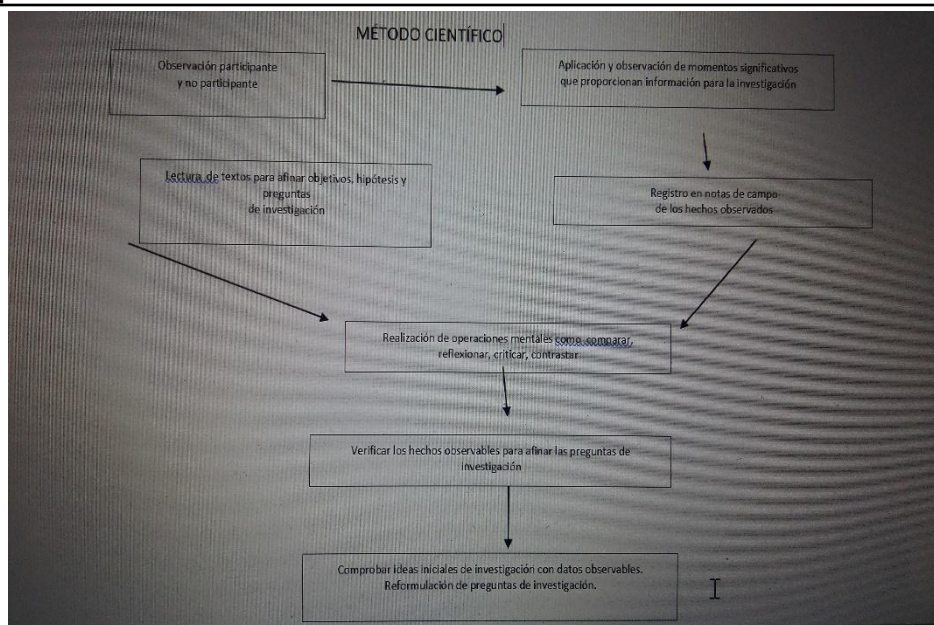 MÉTODO CIENTÍFICO
Observación participante
y no participante
Aplicación y observación de momentos significativos
que proporcionan información para la investigación
Lectura de textos para afinar objetivos, hipótesis y
preguntas
de investigación
Registro en notas de campo
de los hechos observados
Realización de operaciones mentales como comparar,
reflexionar, criticar, contrastar
Verificar los hechos observables para afinar las preguntas de
investigación
Comprobar ideas iniciales de investigación con datos observables.
Reformulación de preguntas de investigación.